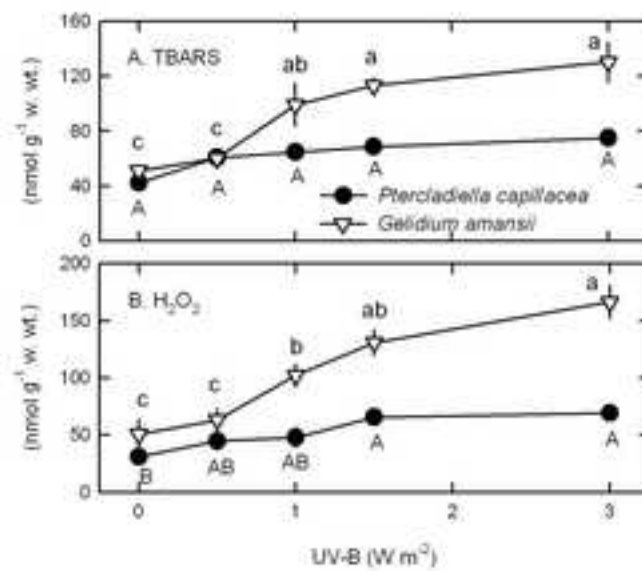 160
A. TBARS
a
ab
a
120
(nmol g⁻¹ w. wt.)
80
c
c
40
A
A
A
A
A
Ptercladiella capillacea
Gelidium amansii
0
200
B. H₂O₂
a
150
ab
(nmol g⁻¹ w. wt.)
b
100
c
c
50
B
AB
AB
A
A
0
0 1 2 3
UV-B (W m⁻²)